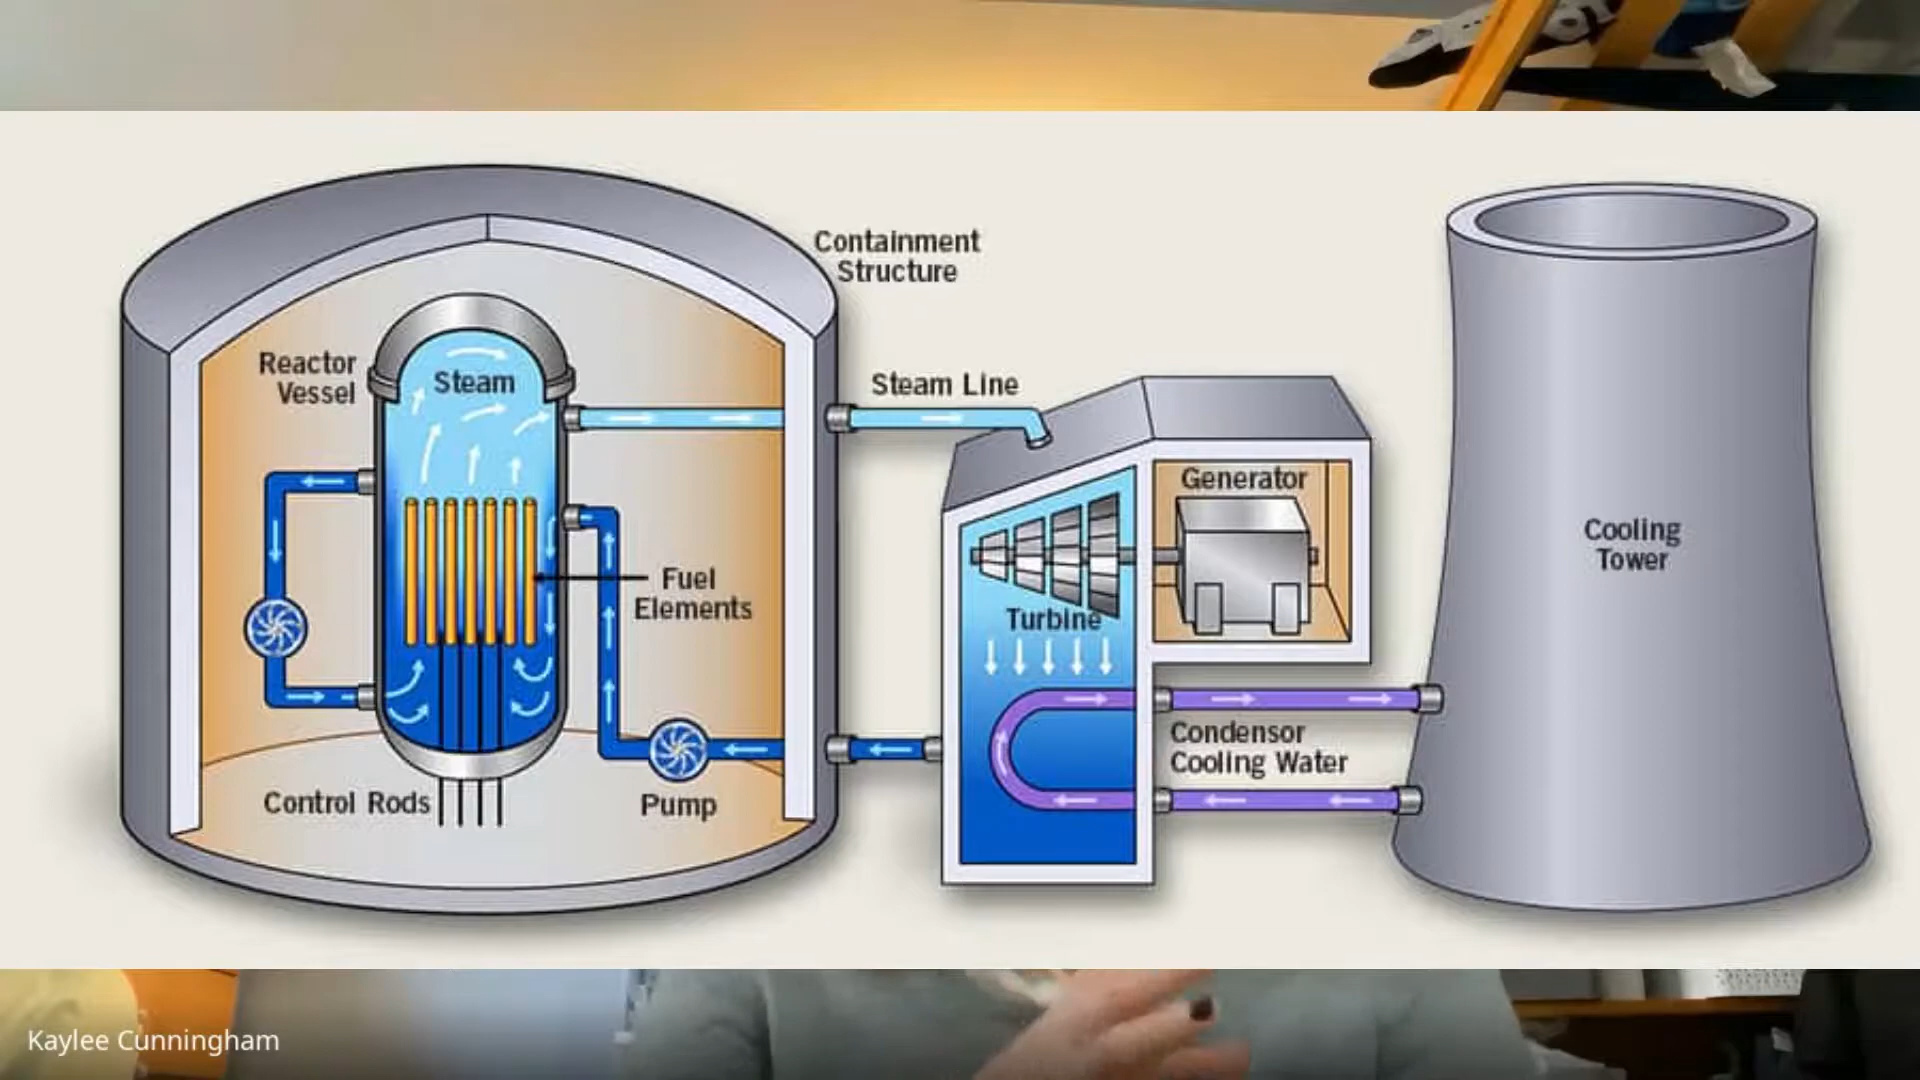 Containment
Structure
Reactor
Vessel
Steam
Steam Line
Generator
Fuel
Elements
Turbine
Cooling
Tower
Condensor
Cooling Water
Control Rods
Pump
Kaylee Cunningham